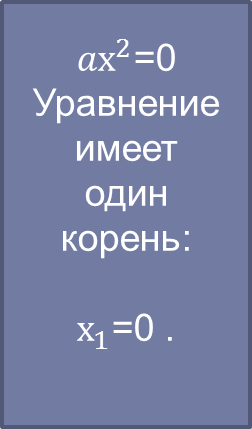 𝑎x²=0
Уравнение
имеет
один
корень:
x₁=0 .